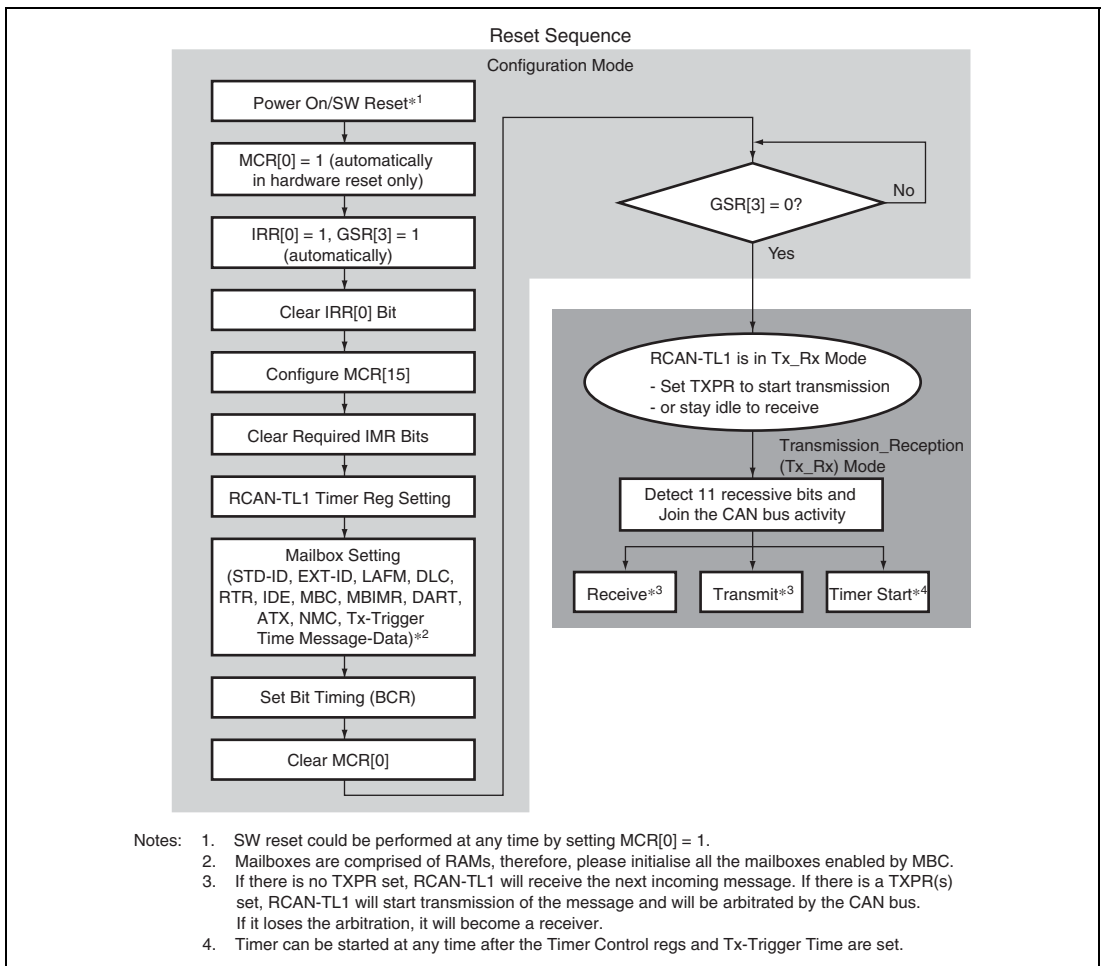 Reset Sequence
Configuration Mode
Power On/SW Reset*1
MCR[0] = 1 (automatically
in hardware reset only)
IRR[0] = 1, GSR[3] = 1
(automatically)
Clear IRR[0] Bit
Configure MCR[15]
Clear Required IMR Bits
RCAN-TL1 Timer Reg Setting
Mailbox Setting
(STD-ID, EXT-ID, LAFM, DLC,
RTR, IDE, MBC, MBIMR, DART,
ATX, NMC, Tx-Trigger
Time Message-Data)*2
Set Bit Timing (BCR)
Clear MCR[0]
GSR[3] = 0?
No
Yes
RCAN-TL1 is in Tx_Rx Mode
- Set TXPR to start transmission
- or stay idle to receive
Transmission_Reception
(Tx_Rx) Mode
Detect 11 recessive bits and
Join the CAN bus activity
Receive*3
Transmit*3
Timer Start*4
Notes: 1. SW reset could be performed at any time by setting MCR[0] = 1.
2. Mailboxes are comprised of RAMs, therefore, please initialise all the mailboxes enabled by MBC.
3. If there is no TXPR set, RCAN-TL1 will receive the next incoming message. If there is a TXPR(s)
set, RCAN-TL1 will start transmission of the message and will be arbitrated by the CAN bus.
If it loses the arbitration, it will become a receiver.
4. Timer can be started at any time after the Timer Control regs and Tx-Trigger Time are set.